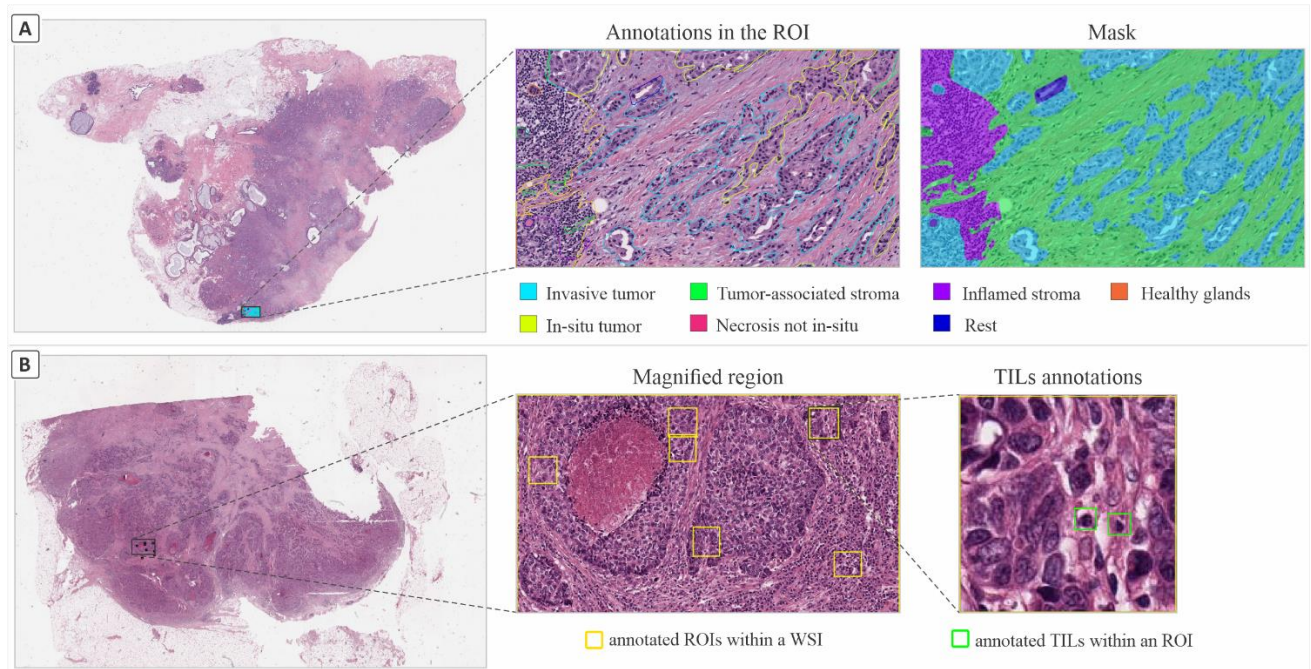 A
Annotations in the ROI
Mask
Invasive tumor
Tumor-associated stroma
Inflamed stroma
Healthy glands
In-situ tumor
Necrosis not in-situ
Rest
B
Magnified region
TILs annotations
annotated ROIs within a WSI
annotated TILs within an ROI